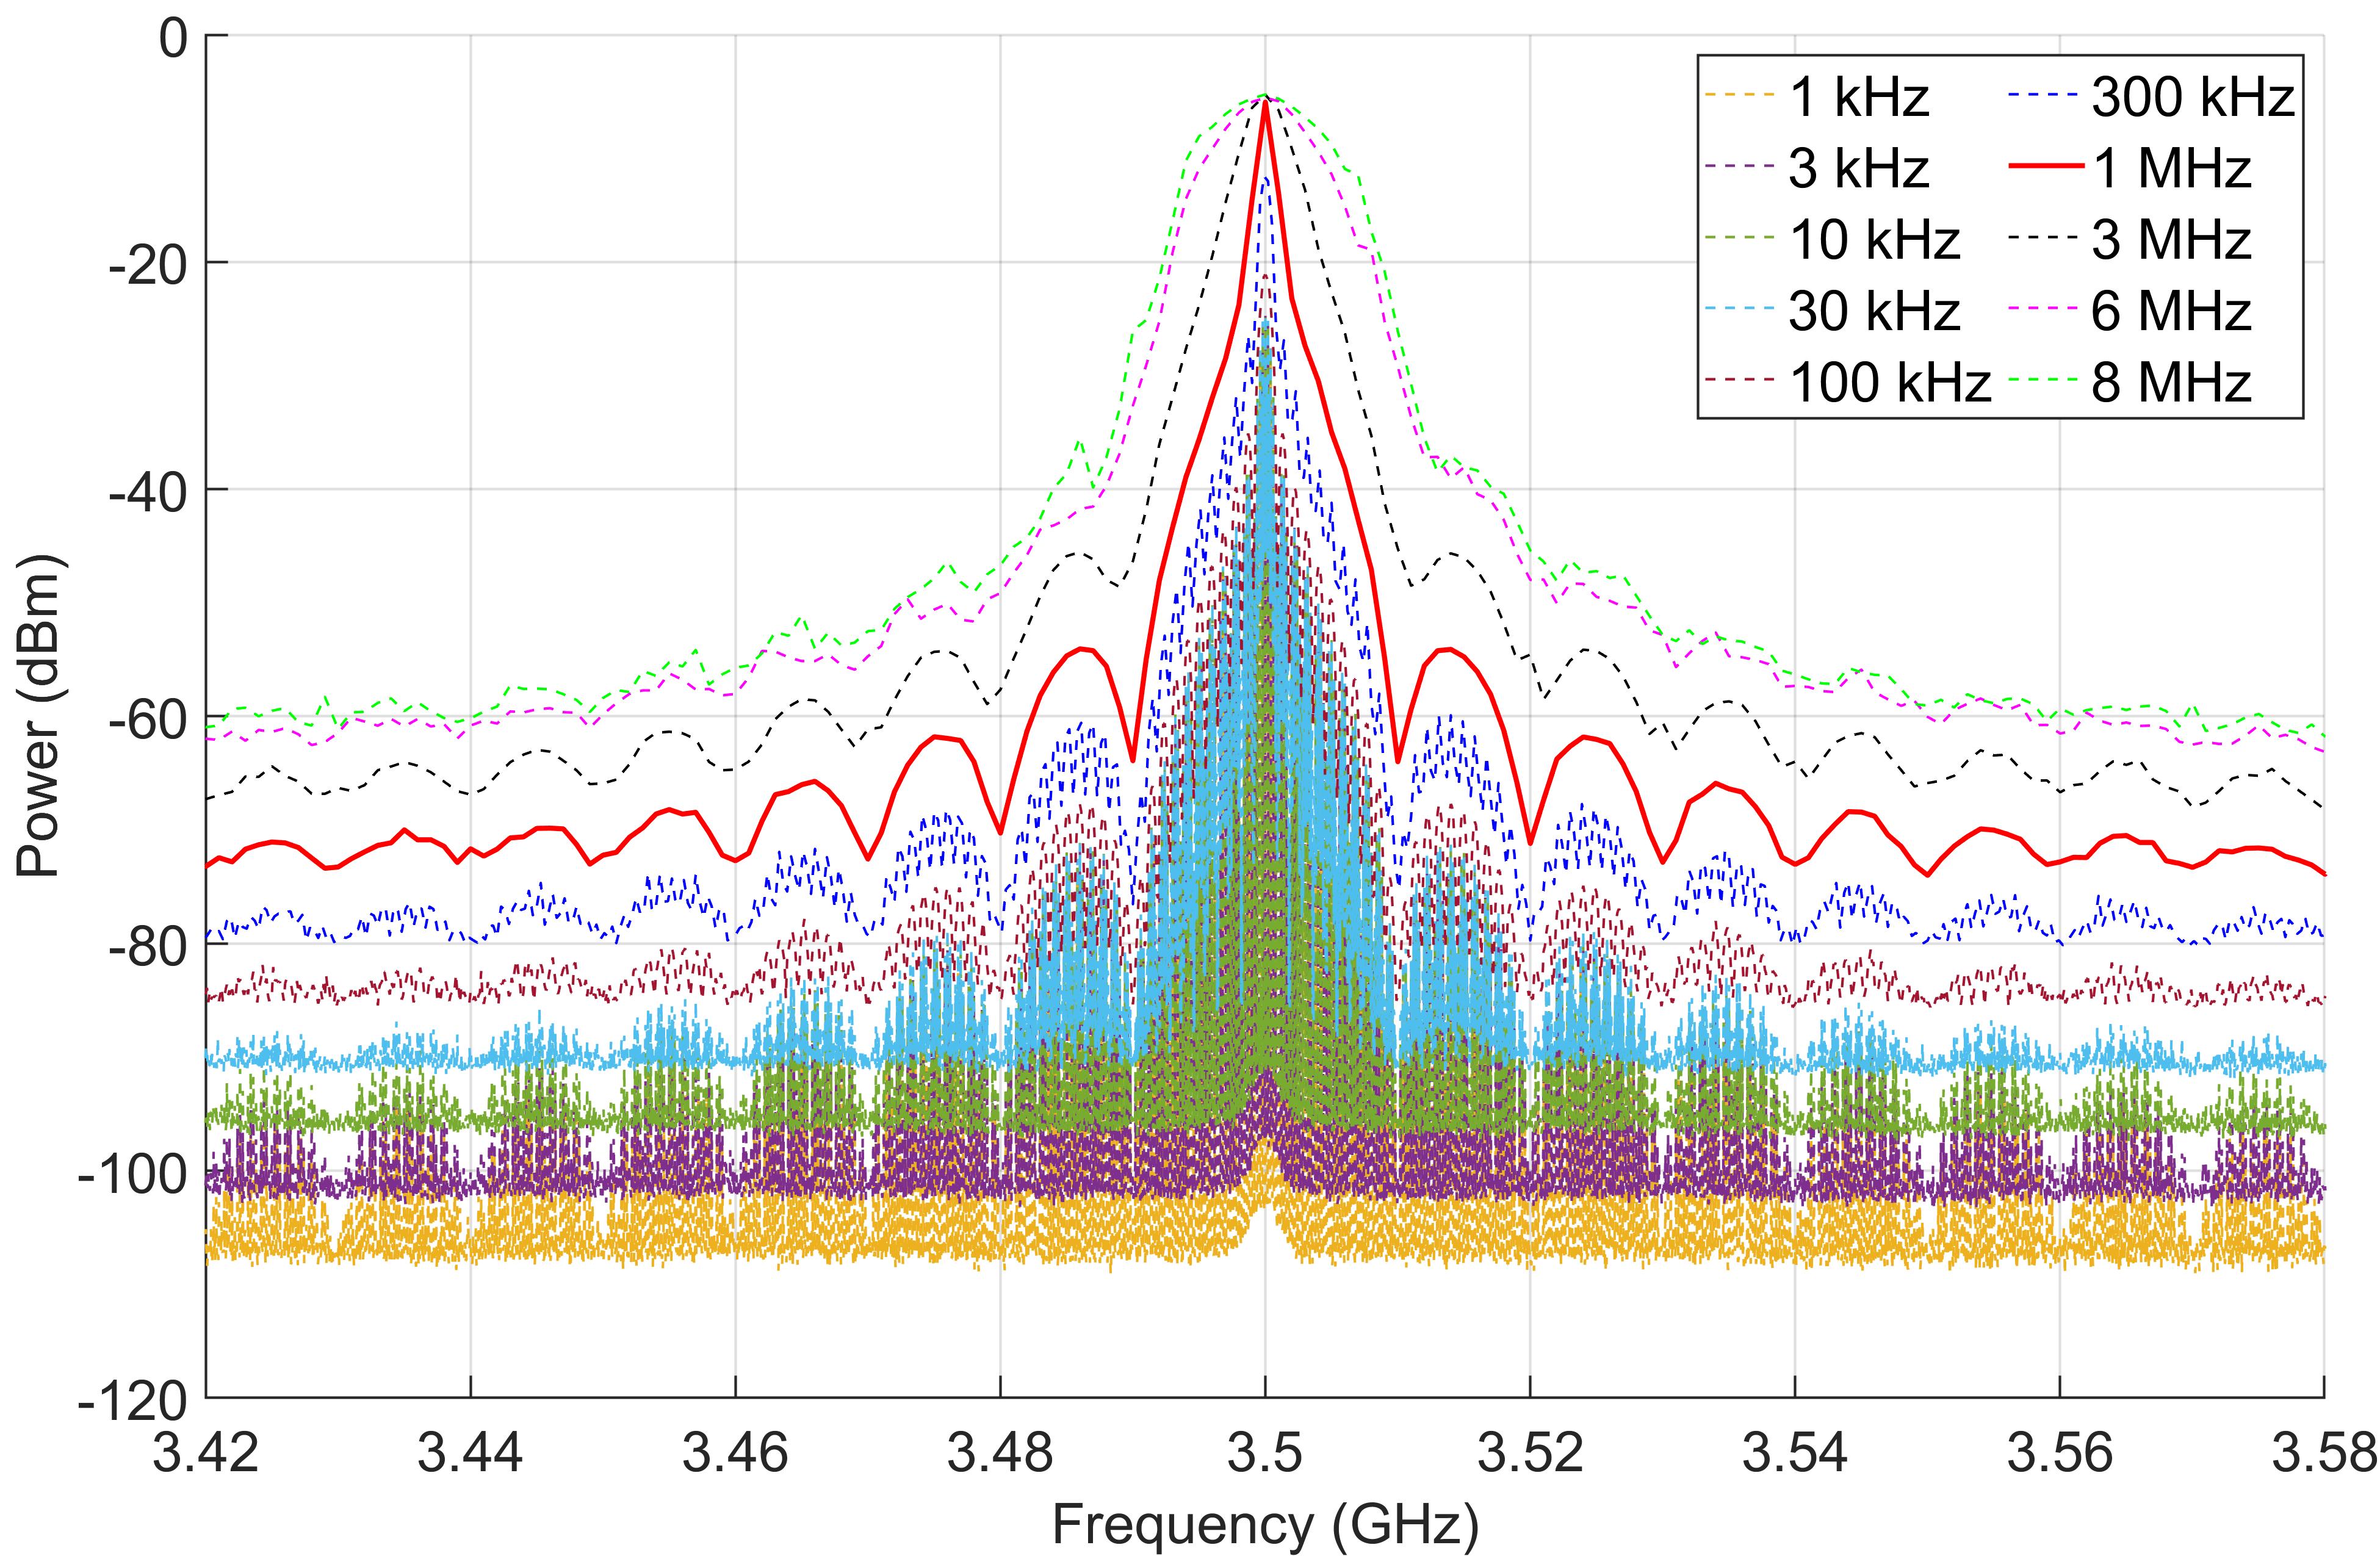 0
-20
-40
-60
-80
-100
-120
Power (dBm)
3.42 3.44 3.46 3.48 3.5 3.52 3.54 3.56 3.58
Frequency (GHz)
1 kHz 300 kHz
3 kHz 1 MHz
10 kHz 3 MHz
30 kHz 6 MHz
100 kHz 8 MHz